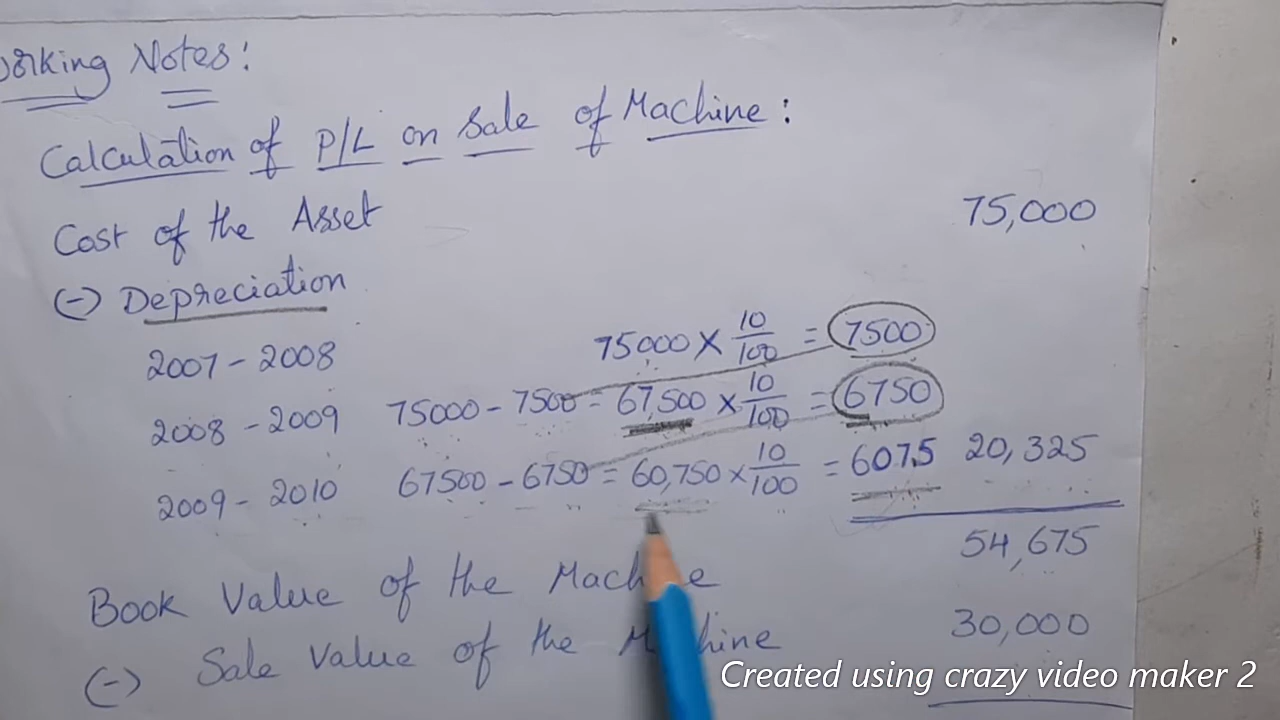 orking Notes:
Calculation of P/L on Sale of Machine:
Cost of the Asset 75,000
(-) Depreciation
2007-2008 75000 × 10/100 = 7500
2008-2009 75000 - 7500 = 67,500 × 10/100 = 6750
2009-2010 67500 - 6750 = 60,750 × 10/100 = 6075 20,325
54,675
Book Value of the Machine
(-) Sale Value of the Machine 30,000
Created using crazy video maker 2